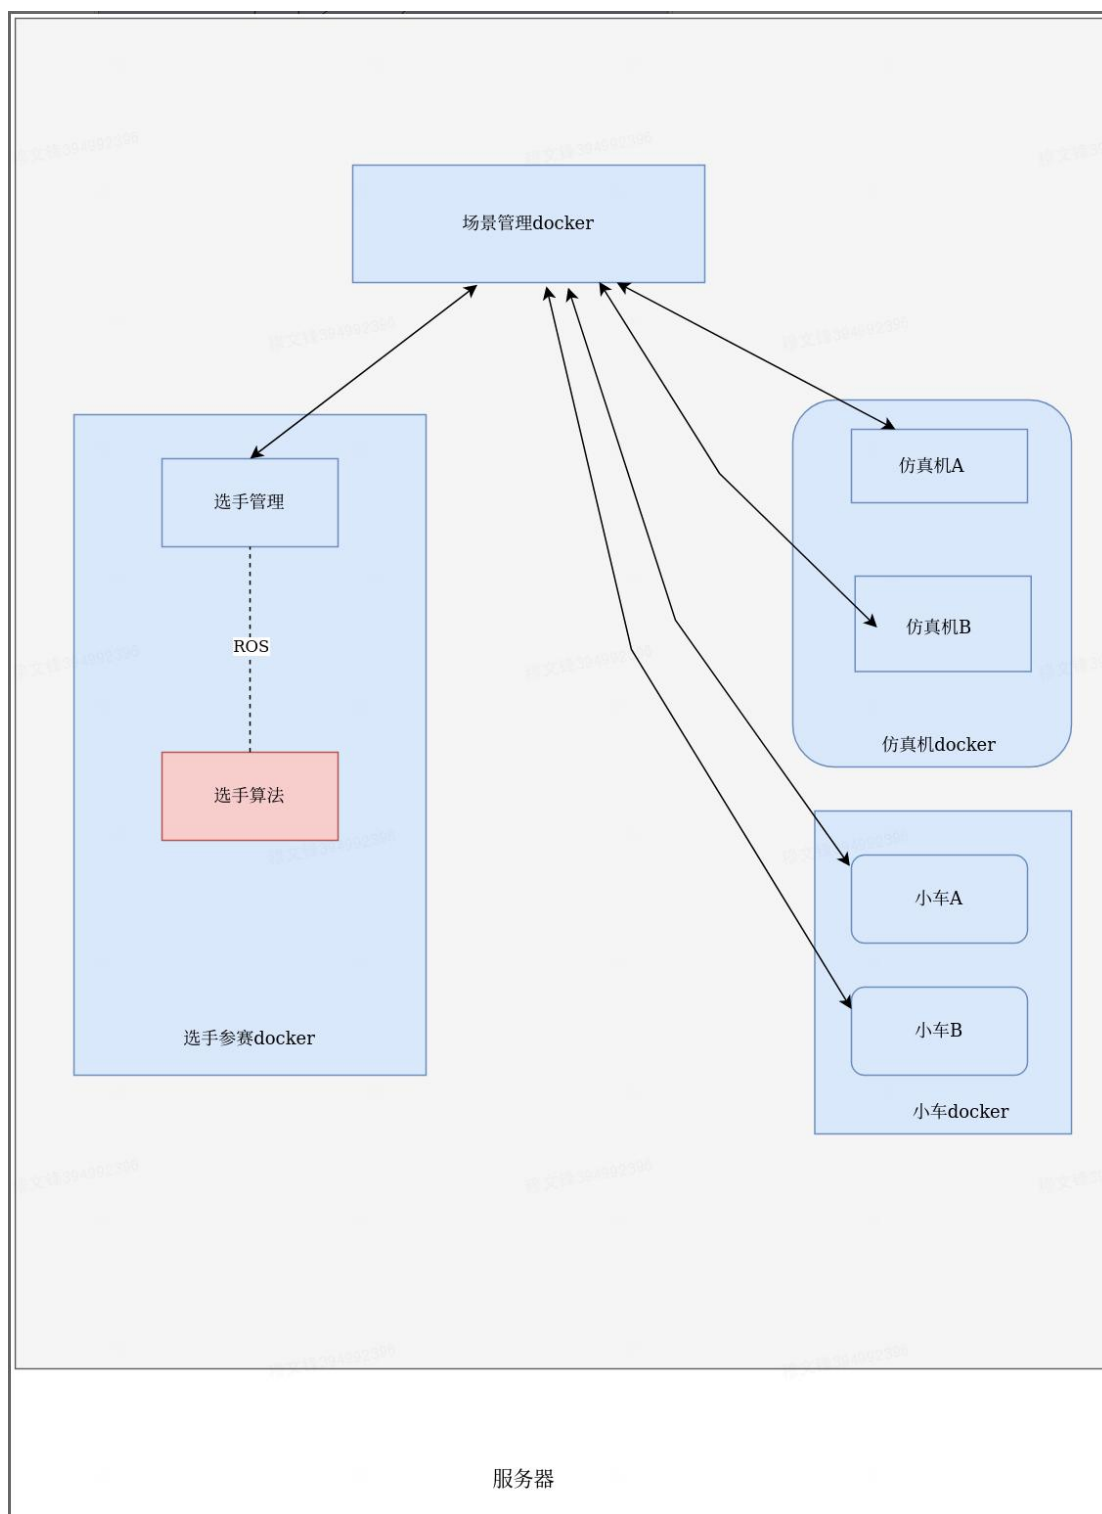 场景管理docker
选手管理
ROS
选手算法
选手参赛docker
仿真机A
仿真机B
仿真机docker
小车A
小车B
小车docker
服务器